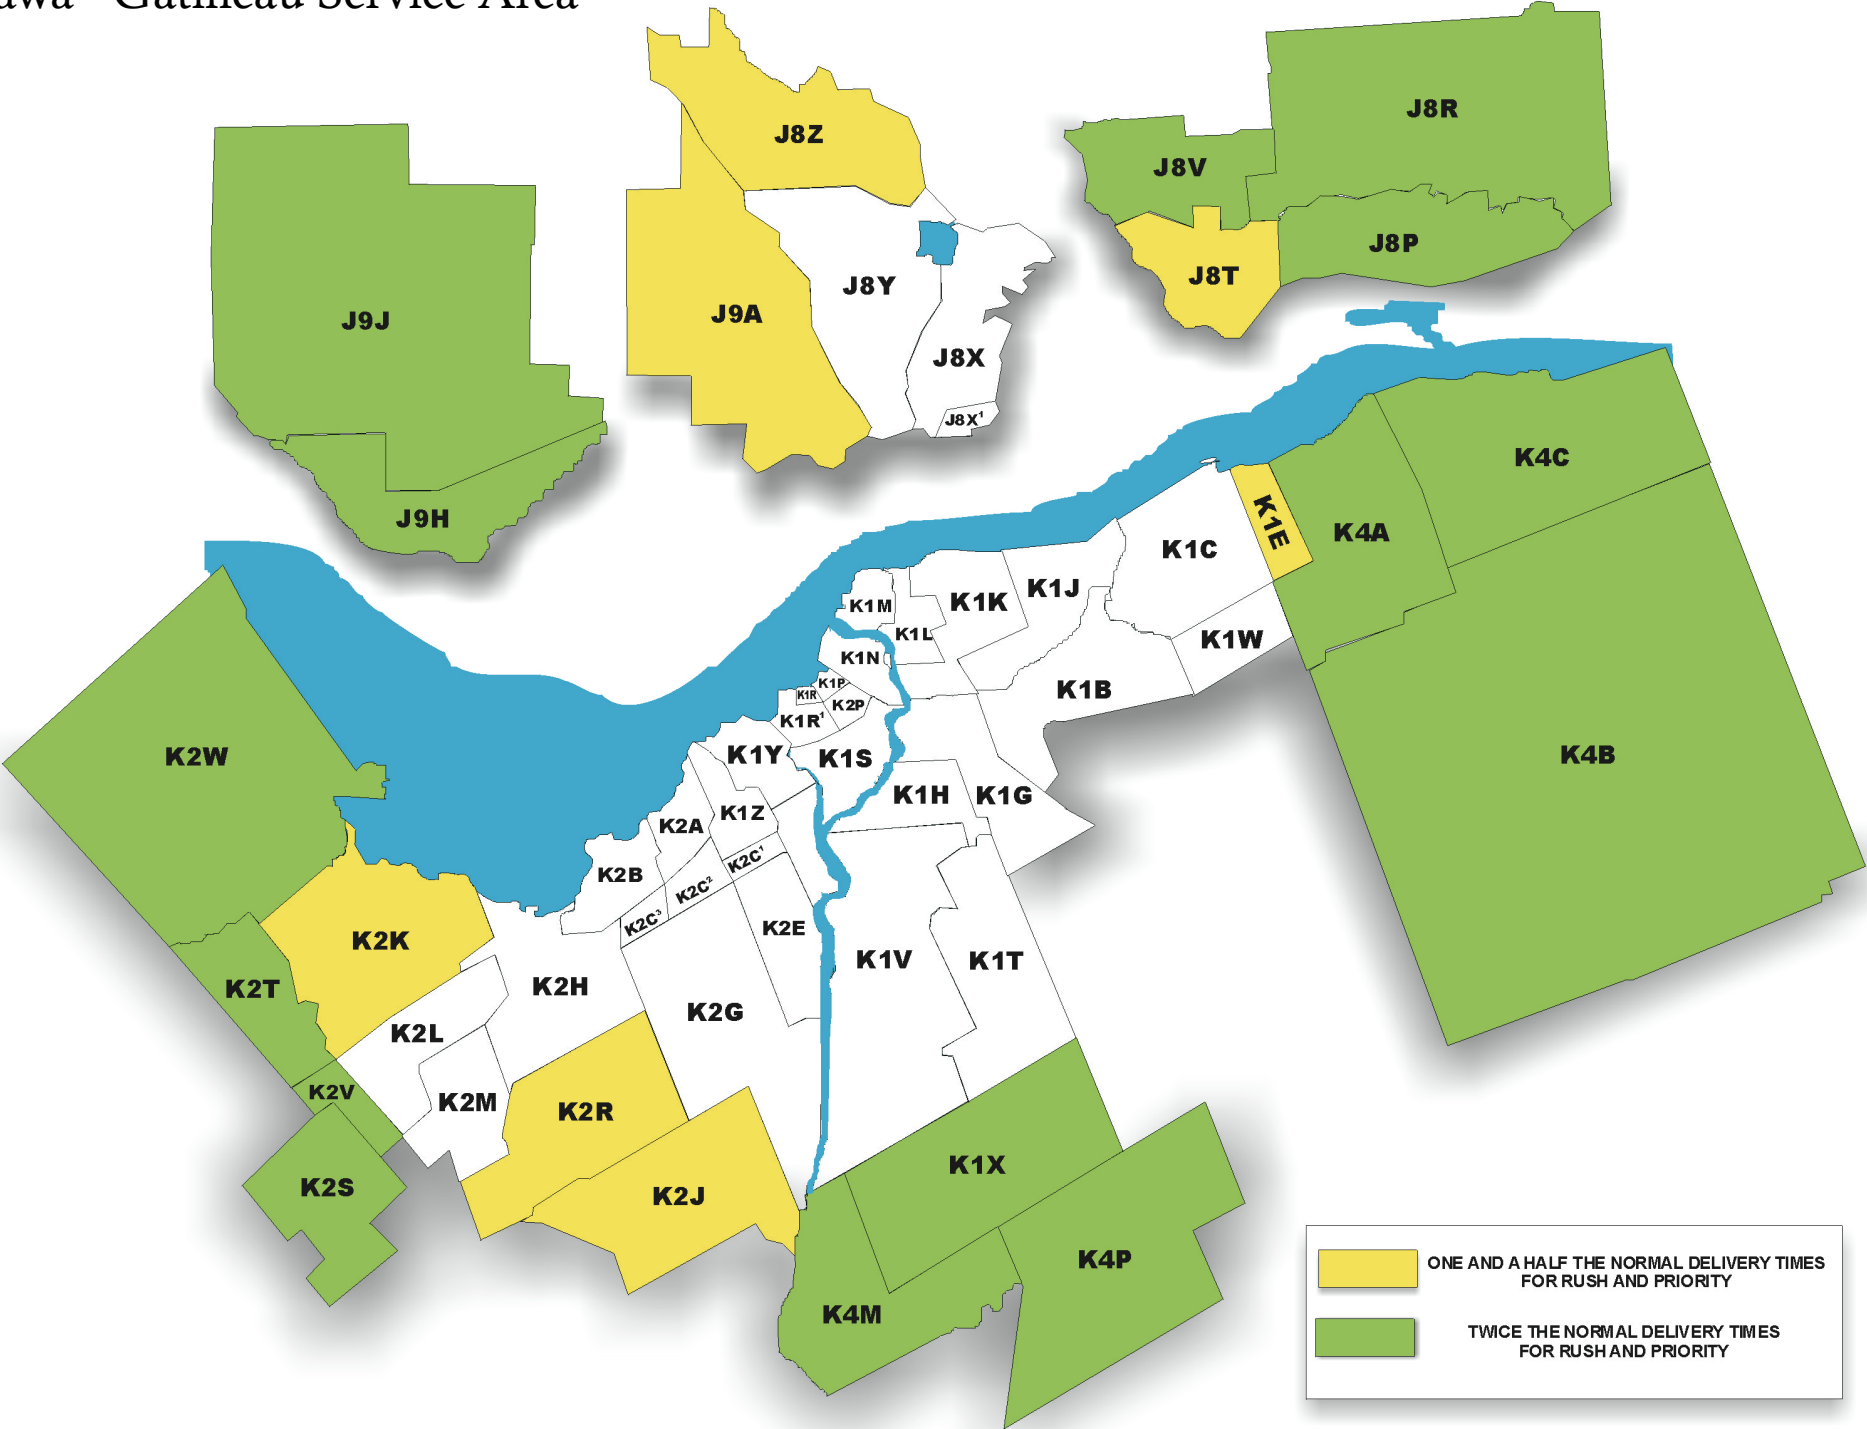 Gatineau Service Area
J8Z
J8R
J8V
J8P
J8T
J8Y
J9A
J9J
J8X
J8X¹
J9H
K4C
K1E
K4A
K1C
K1J
K1K
K1M
K1L
K1W
K1N
K1P
K1R
K2P
K1R¹
K1B
K1Y
K1S
K4B
K2W
K1H
K1G
K1Z
K2A
K2C¹
K2B
K2C²
K2C³
K2E
K2K
K1V
K1T
K2T
K2H
K2G
K2L
K2V
K2M
K2R
K1X
K2S
K2J
K4P
K4M
ONE AND A HALF THE NORMAL DELIVERY TIMES
FOR RUSH AND PRIORITY
TWICE THE NORMAL DELIVERY TIMES
FOR RUSH AND PRIORITY